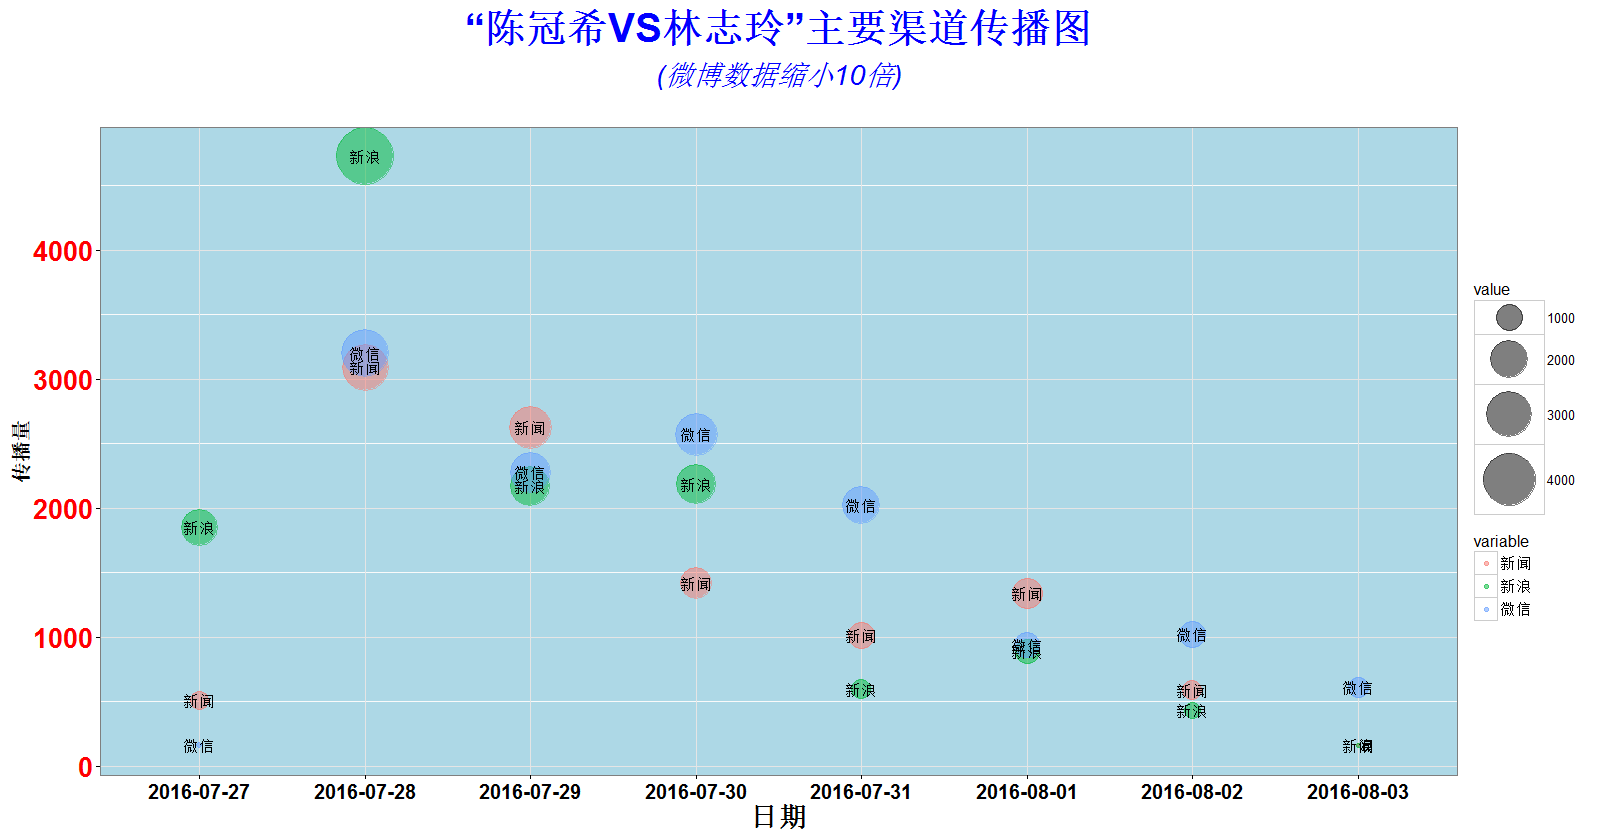 “陈冠希VS林志玲”主要渠道传播图
(微博数据缩小10倍)
传播量
4000
3000
2000
1000
0
新浪
微信
新闻
新闻
微信
新浪
微信
新浪
新浪
新闻
微信
新闻
微信
新闻
新浪
新闻
微信
新浪
微信
新闻
新浪
微信
新闻
2016-07-27
2016-07-28
2016-07-29
2016-07-30
2016-07-31
2016-08-01
2016-08-02
2016-08-03
日期
value
1000
2000
3000
4000
variable
新闻
新浪
微信